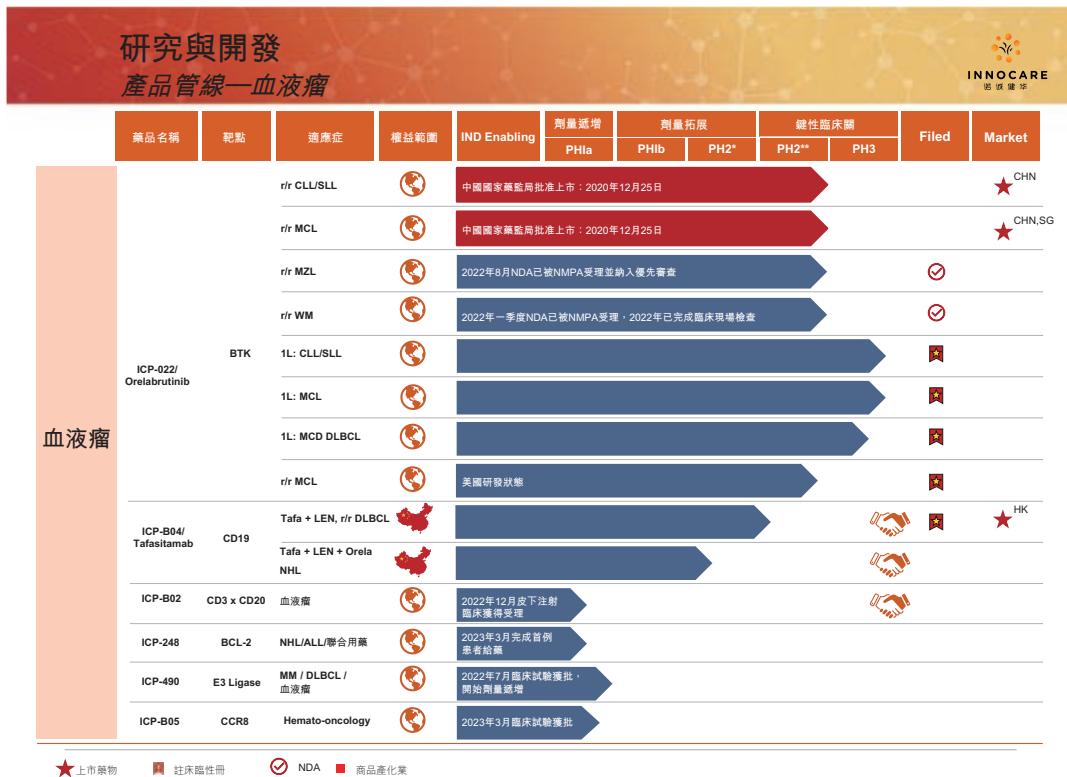 研究與開發
產品管線—血液瘤
INNOCARE
诺诚健华
藥品名稱
靶點
適應症
權益範圍
IND Enabling
劑量遞增
PHIa
劑量拓展
PHIb
PH2*
鍵性臨床關
PH2**
PH3
Filed
Market
血液瘤
ICP-022/
Orelabrutinib
BTK
r/r CLL/SLL
中國國家藥監局批准上市：2020年12月25日
CHN
r/r MCL
中國國家藥監局批准上市：2020年12月25日
CHN,SG
r/r MZL
2022年8月NDA已被NMPA受理並納入優先審查
r/r WM
2022年一季度NDA已被NMPA受理，2022年已完成臨床現場檢查
1L: CLL/SLL
1L: MCL
1L: MCD DLBCL
r/r MCL
美國研發狀態
ICP-B04/
Tafasitamab
CD19
Tafa + LEN, r/r DLBCL
HK
Tafa + LEN + Orela
NHL
ICP-B02
CD3 x CD20
血液瘤
2022年12月皮下注射
臨床獲得受理
ICP-248
BCL-2
NHL/ALL/聯合用藥
2023年3月完成首例
患者給藥
ICP-490
E3 Ligase
MM / DLBCL /
血液瘤
2022年7月臨床試驗獲批，
開始劑量遞增
ICP-B05
CCR8
Hemato-oncology
2023年3月臨床試驗獲批
上市藥物
註床臨性冊
NDA
商品產化業